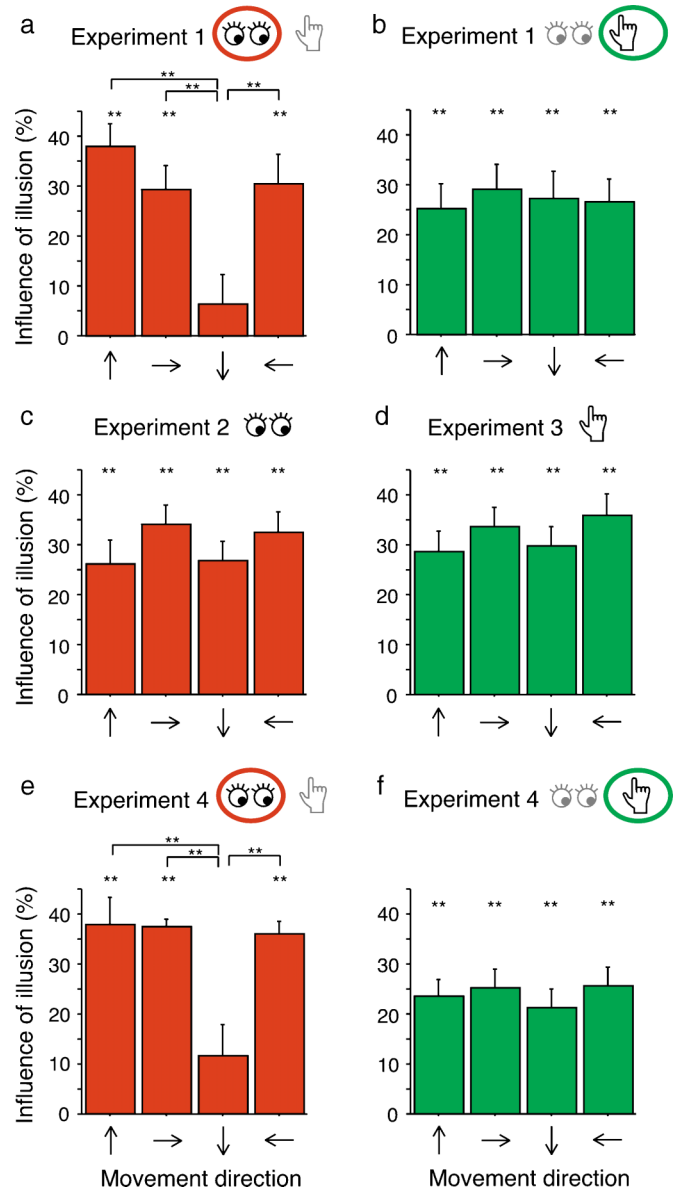 a Experiment 1
b Experiment 1
** **
**
** ** **
** ** ** **
Influence of illusion (%)
40
30
20
10
0
40
30
20
10
0
↑ → ↓ ←
↑ → ↓ ←
c Experiment 2
d Experiment 3
** ** ** **
** ** ** **
Influence of illusion (%)
40
30
20
10
0
40
30
20
10
0
↑ → ↓ ←
↑ → ↓ ←
e Experiment 4
f Experiment 4
**
** **
** ** **
** ** ** **
Influence of illusion (%)
40
30
20
10
0
40
30
20
10
0
↑ → ↓ ←
↑ → ↓ ←
Movement direction
Movement direction